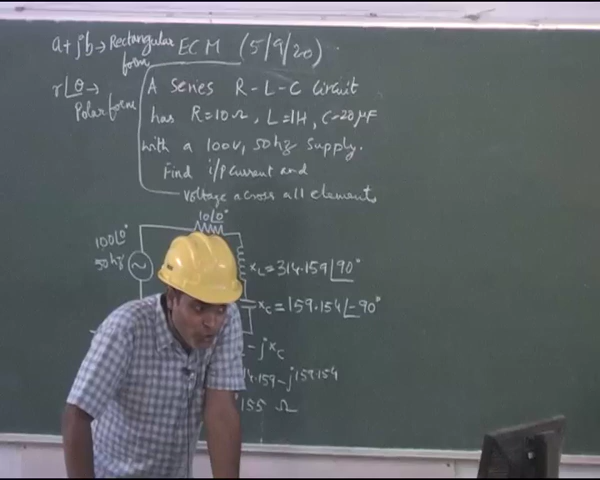 a+jb→Rectangular form
ECM (5/9/20)
r∠θ → Polar form
A series R-L-C Circuit
has R=10Ω, L=1H, C=20μF
with a 100V, 50hz supply.
Find i/p Current and
voltage across all elements
10∠0°
100∠0°
50hz
XL=314.159∠90°
XC=159.154∠-90°
- jXC
14.159-j159.154
155 Ω